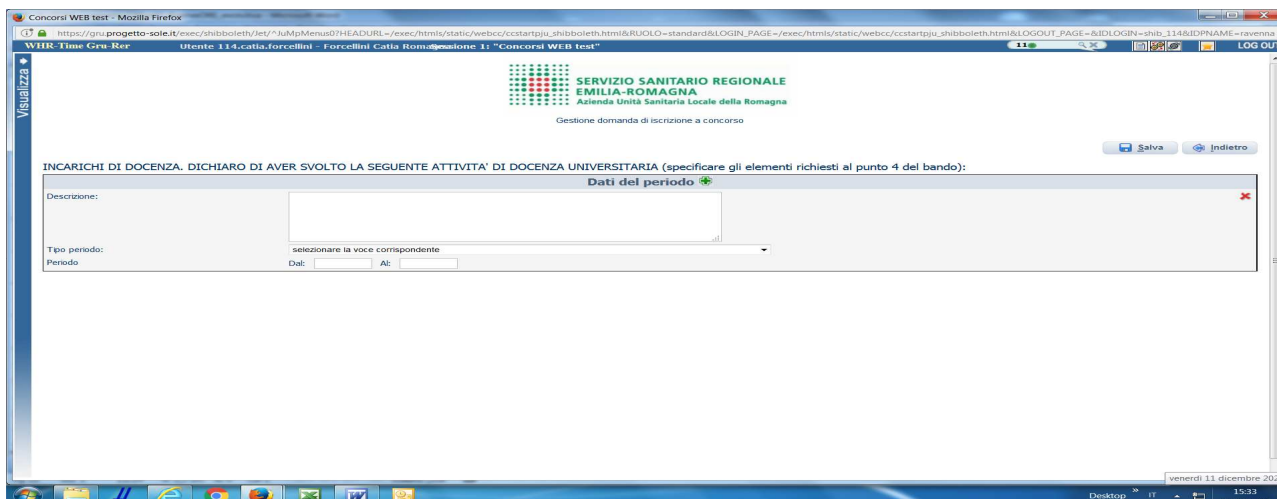 Concorsi WEB test - Mozilla Firefox
https://gru.progetto-sole.it/exec/shibboleth/Jet/^JuMpMenus0?HEADURL=/exec/htmls/static/webcc/ccstartpju_shibboleth.html&RUOLO=standard&LOGIN_PAGE=/exec/htmls/static/webcc/ccstartpju_shibboleth.html&LOGOUT_PAGE=&IDLOGIN=shib_114&IDPNAME=ravenna
WHR-Time Gru-Rer Utente 114.catia.forcellini - Forcellini Catia Sessione 1: "Concorsi WEB test" 11 LOG OUT
Visualizza
SERVIZIO SANITARIO REGIONALE
EMILIA-ROMAGNA
Azienda Unità Sanitaria Locale della Romagna
Gestione domanda di iscrizione a concorso
Salva Indietro
INCARICHI DI DOCENZA. DICHIARO DI AVER SVOLTO LA SEGUENTE ATTIVITA' DI DOCENZA UNIVERSITARIA (specificare gli elementi richiesti al punto 4 del bando):
Dati del periodo
Descrizione:
Tipo periodo: selezionare la voce corrispondente
Periodo Dal: Al:
venerdì 11 dicembre 202
Desktop » IT 15:33